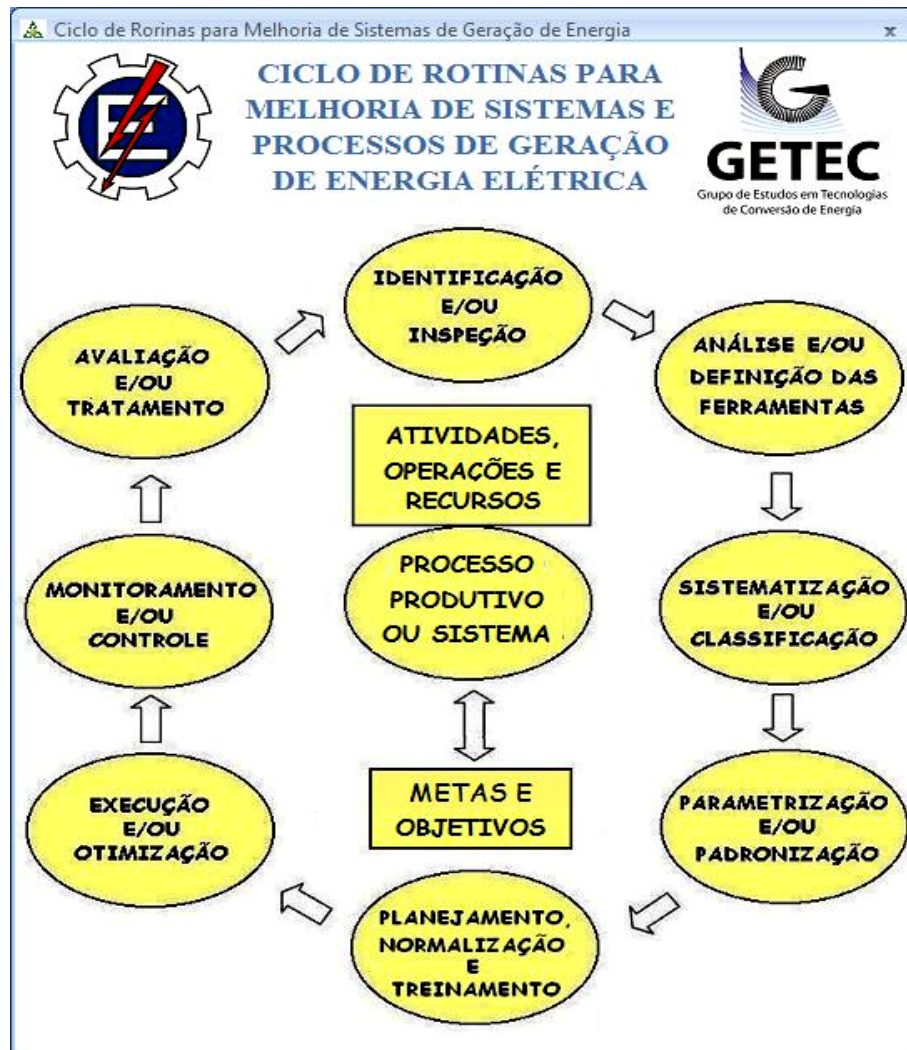 Ciclo de Rorinas para Melhoria de Sistemas de Geração de Energia
x
CICLO DE ROTINAS PARA
MELHORIA DE SISTEMAS E
PROCESSOS DE GERAÇÃO
DE ENERGIA ELÉTRICA
E
G
GETEC
Grupo de Estudos em Tecnologias
de Conversão de Energia
IDENTIFICAÇÃO
E/OU
INSPEÇÃO
ANÁLISE E/OU
DEFINIÇÃO DAS
FERRAMENTAS
SISTEMATIZAÇÃO
E/OU
CLASSIFICAÇÃO
PARAMETRIZAÇÃO
E/OU
PADRONIZAÇÃO
PLANEJAMENTO,
NORMALIZAÇÃO
E
TREINAMENTO
EXECUÇÃO
E/OU
OTIMIZAÇÃO
MONITORAMENTO
E/OU
CONTROLE
AVALIAÇÃO
E/OU
TRATAMENTO
ATIVIDADES,
OPERAÇÕES E
RECURSOS
PROCESSO
PRODUTIVO
OU SISTEMA
METAS E
OBJETIVOS